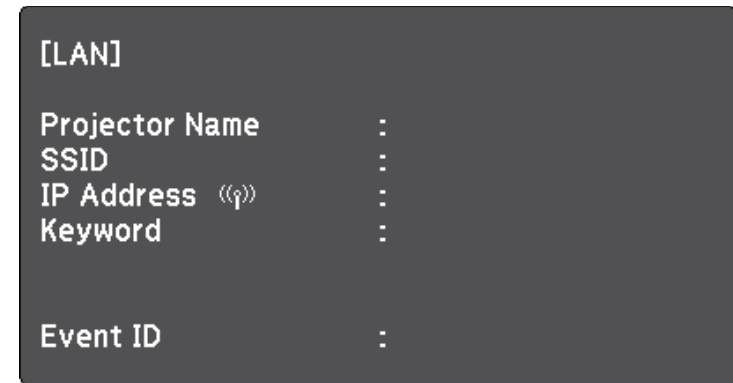 [LAN]
Projector Name :
SSID :
IP Address :
Keyword :
Event ID :